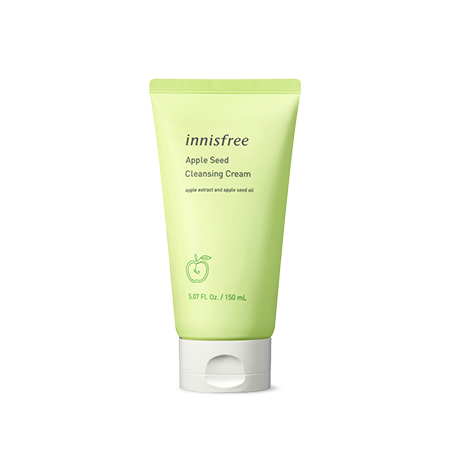 innisfree
Apple Seed
Cleansing Cream
apple extract and apple seed oil
5.07 Fl. Oz. / 150 mL